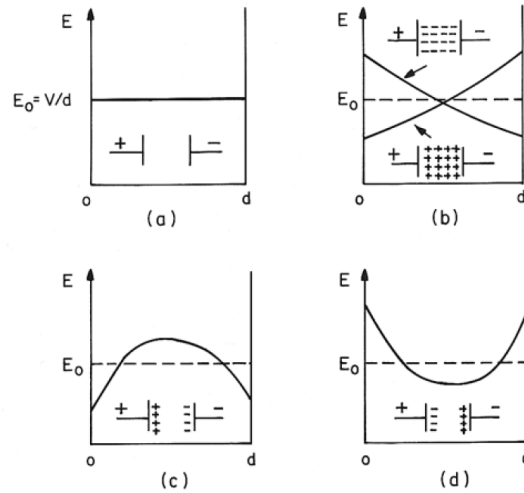 E
E₀ = V/d
+ −
o d
(a)
E
+ −
E₀
+ −
o d
(b)
E
E₀
+ −
o d
(c)
E
E₀
+ −
o
(d)